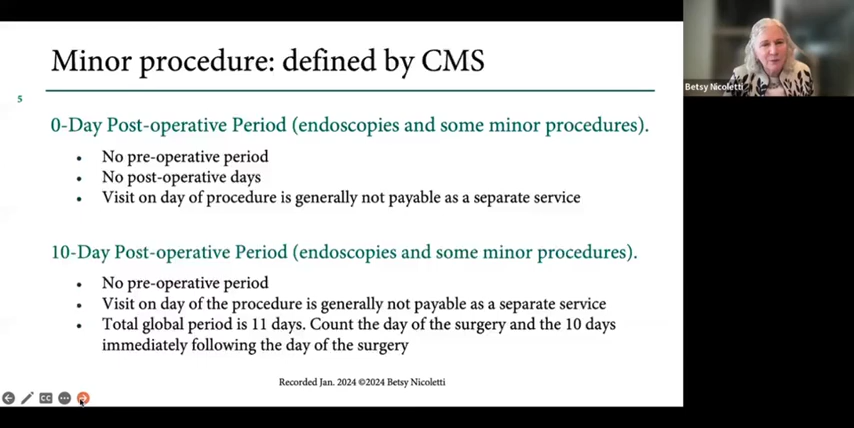 Minor procedure: defined by CMS
5
0-Day Post-operative Period (endoscopies and some minor procedures).
• No pre-operative period
• No post-operative days
• Visit on day of procedure is generally not payable as a separate service
10-Day Post-operative Period (endoscopies and some minor procedures).
• No pre-operative period
• Visit on day of the procedure is generally not payable as a separate service
• Total global period is 11 days. Count the day of the surgery and the 10 days
immediately following the day of the surgery
Recorded Jan. 2024 ©2024 Betsy Nicoletti
CC
Betsy Nicoletti